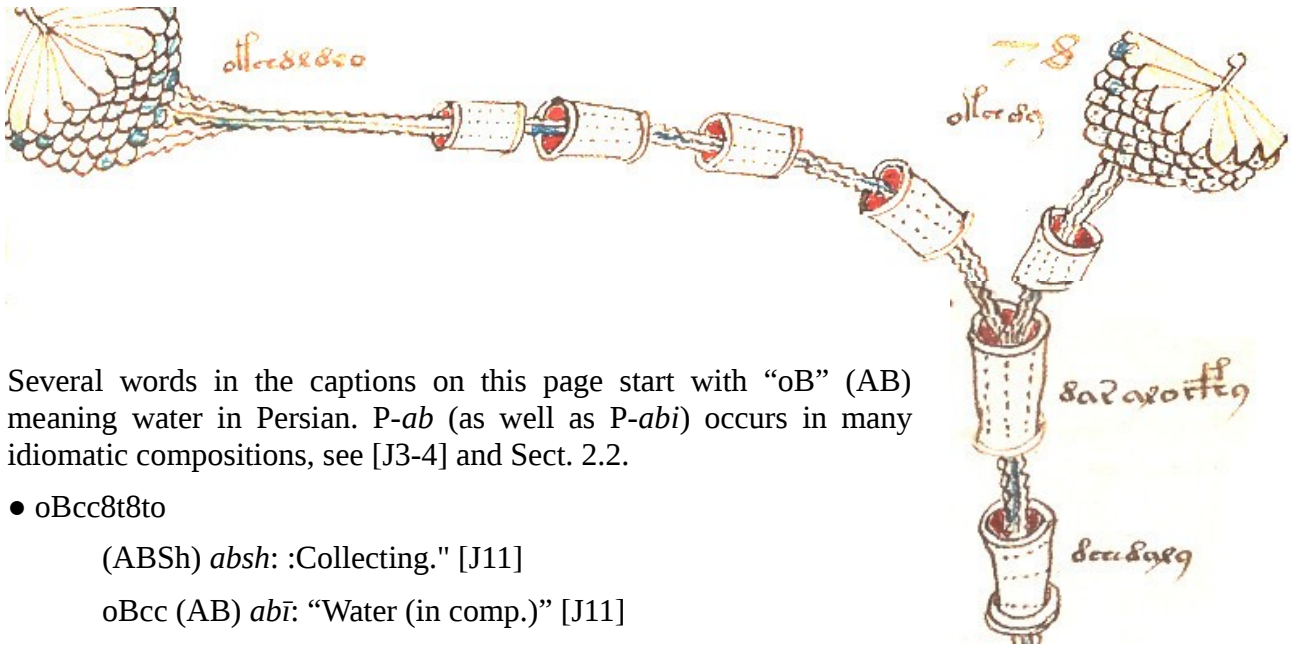 Several words in the captions on this page start with “oB” (AB)
meaning water in Persian. P-ab (as well as P-abi) occurs in many
idiomatic compositions, see [J3-4] and Sect. 2.2.
● oBcc8t8to
(ABSh) absh: :Collecting." [J11]
oBcc (AB) abī: “Water (in comp.)” [J11]